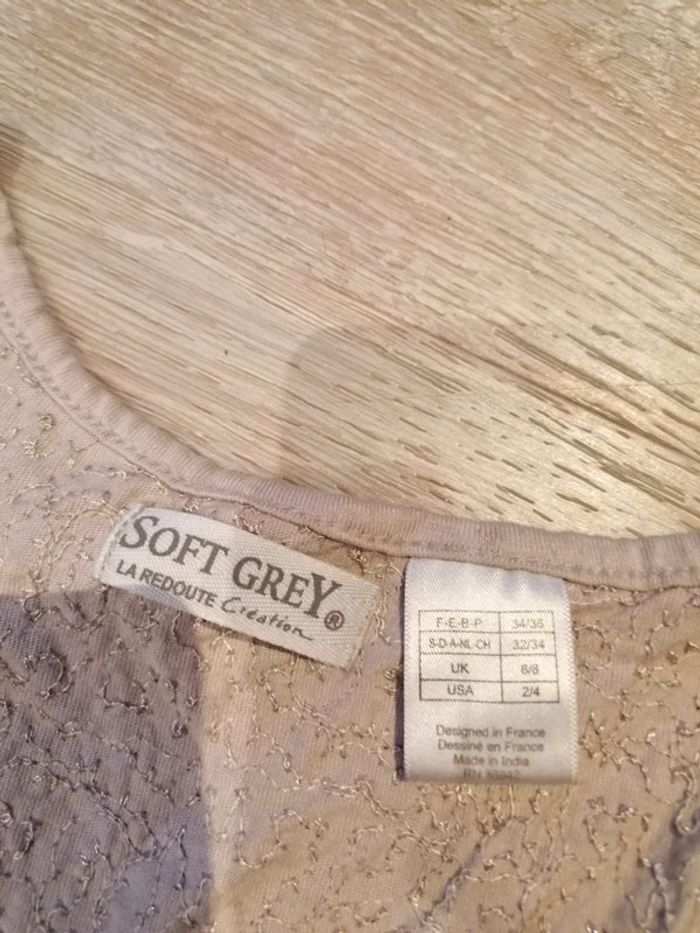 SOFT GREY®
LA REDOUTE Création
F-E-B-P 34/36
S-D-A-NL-CH 32/34
UK 6/8
USA 2/4
Designed in France
Dessiné en France
Made in India
RN